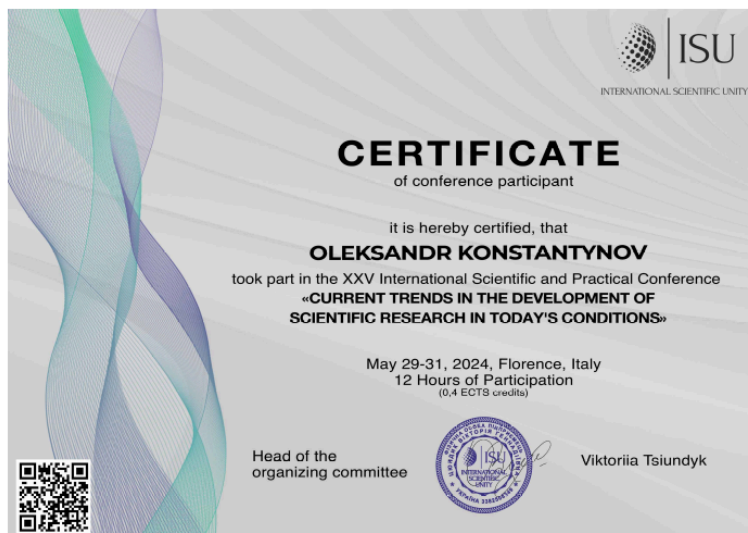 ISU
INTERNATIONAL SCIENTIFIC UNITY
CERTIFICATE
of conference participant
it is hereby certified, that
OLEKSANDR KONSTANTYNOV
took part in the XXV International Scientific and Practical Conference
«CURRENT TRENDS IN THE DEVELOPMENT OF
SCIENTIFIC RESEARCH IN TODAY'S CONDITIONS»
May 29-31, 2024, Florence, Italy
12 Hours of Participation
(0,4 ECTS credits)
Head of the
organizing committee
ISU
INTERNATIONAL
SCIENTIFIC
UNITY
УКРАЇНА
Viktoriia Tsiundyk